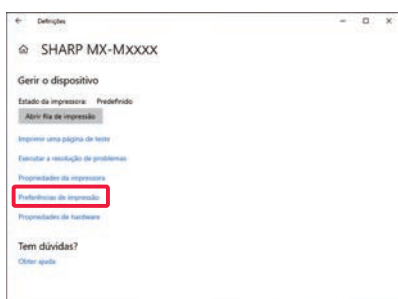 Definições
SHARP MX-MXXXX
Gerir o dispositivo
Estado da impressora: Predefinido
Abrir fila de impressão
Imprimir uma página de teste
Executar a resolução de problemas
Propriedades da impressora
Preferências de impressão
Propriedades de hardware
Tem dúvidas?
Obter ajuda